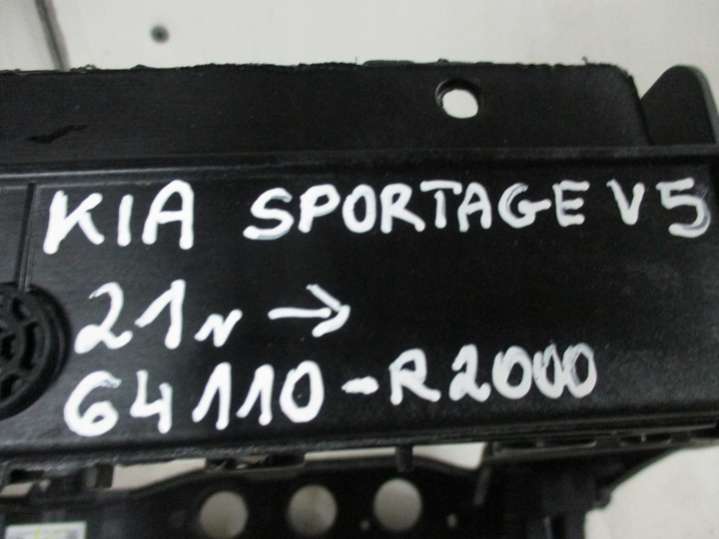 KIA SPORTAGE V5
21r →
64110-R2000